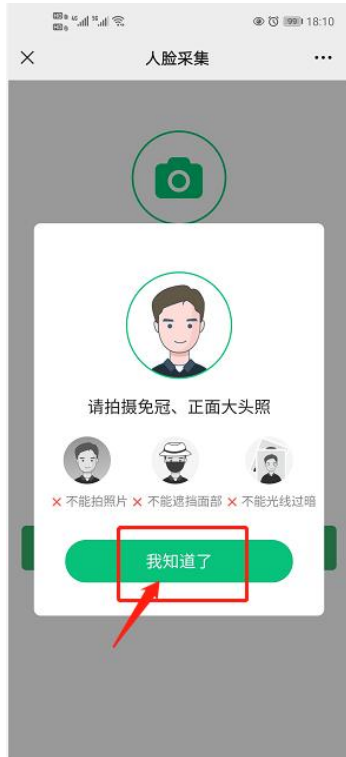 99 18:10
人脸采集
请拍摄免冠、正面大头照
× 不能拍照片 × 不能遮挡面部 × 不能光线过暗
我知道了